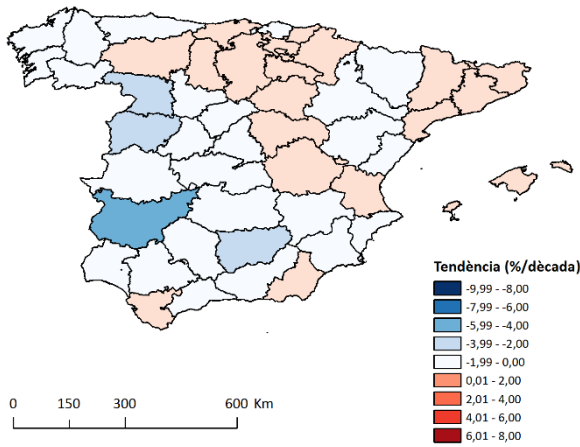 Tendència (%/dècada)
-9,99 - -8,00
-7,99 - -6,00
-5,99 - -4,00
-3,99 - -2,00
-1,99 - 0,00
0,01 - 2,00
2,01 - 4,00
4,01 - 6,00
6,01 - 8,00
0 150 300 600 Km